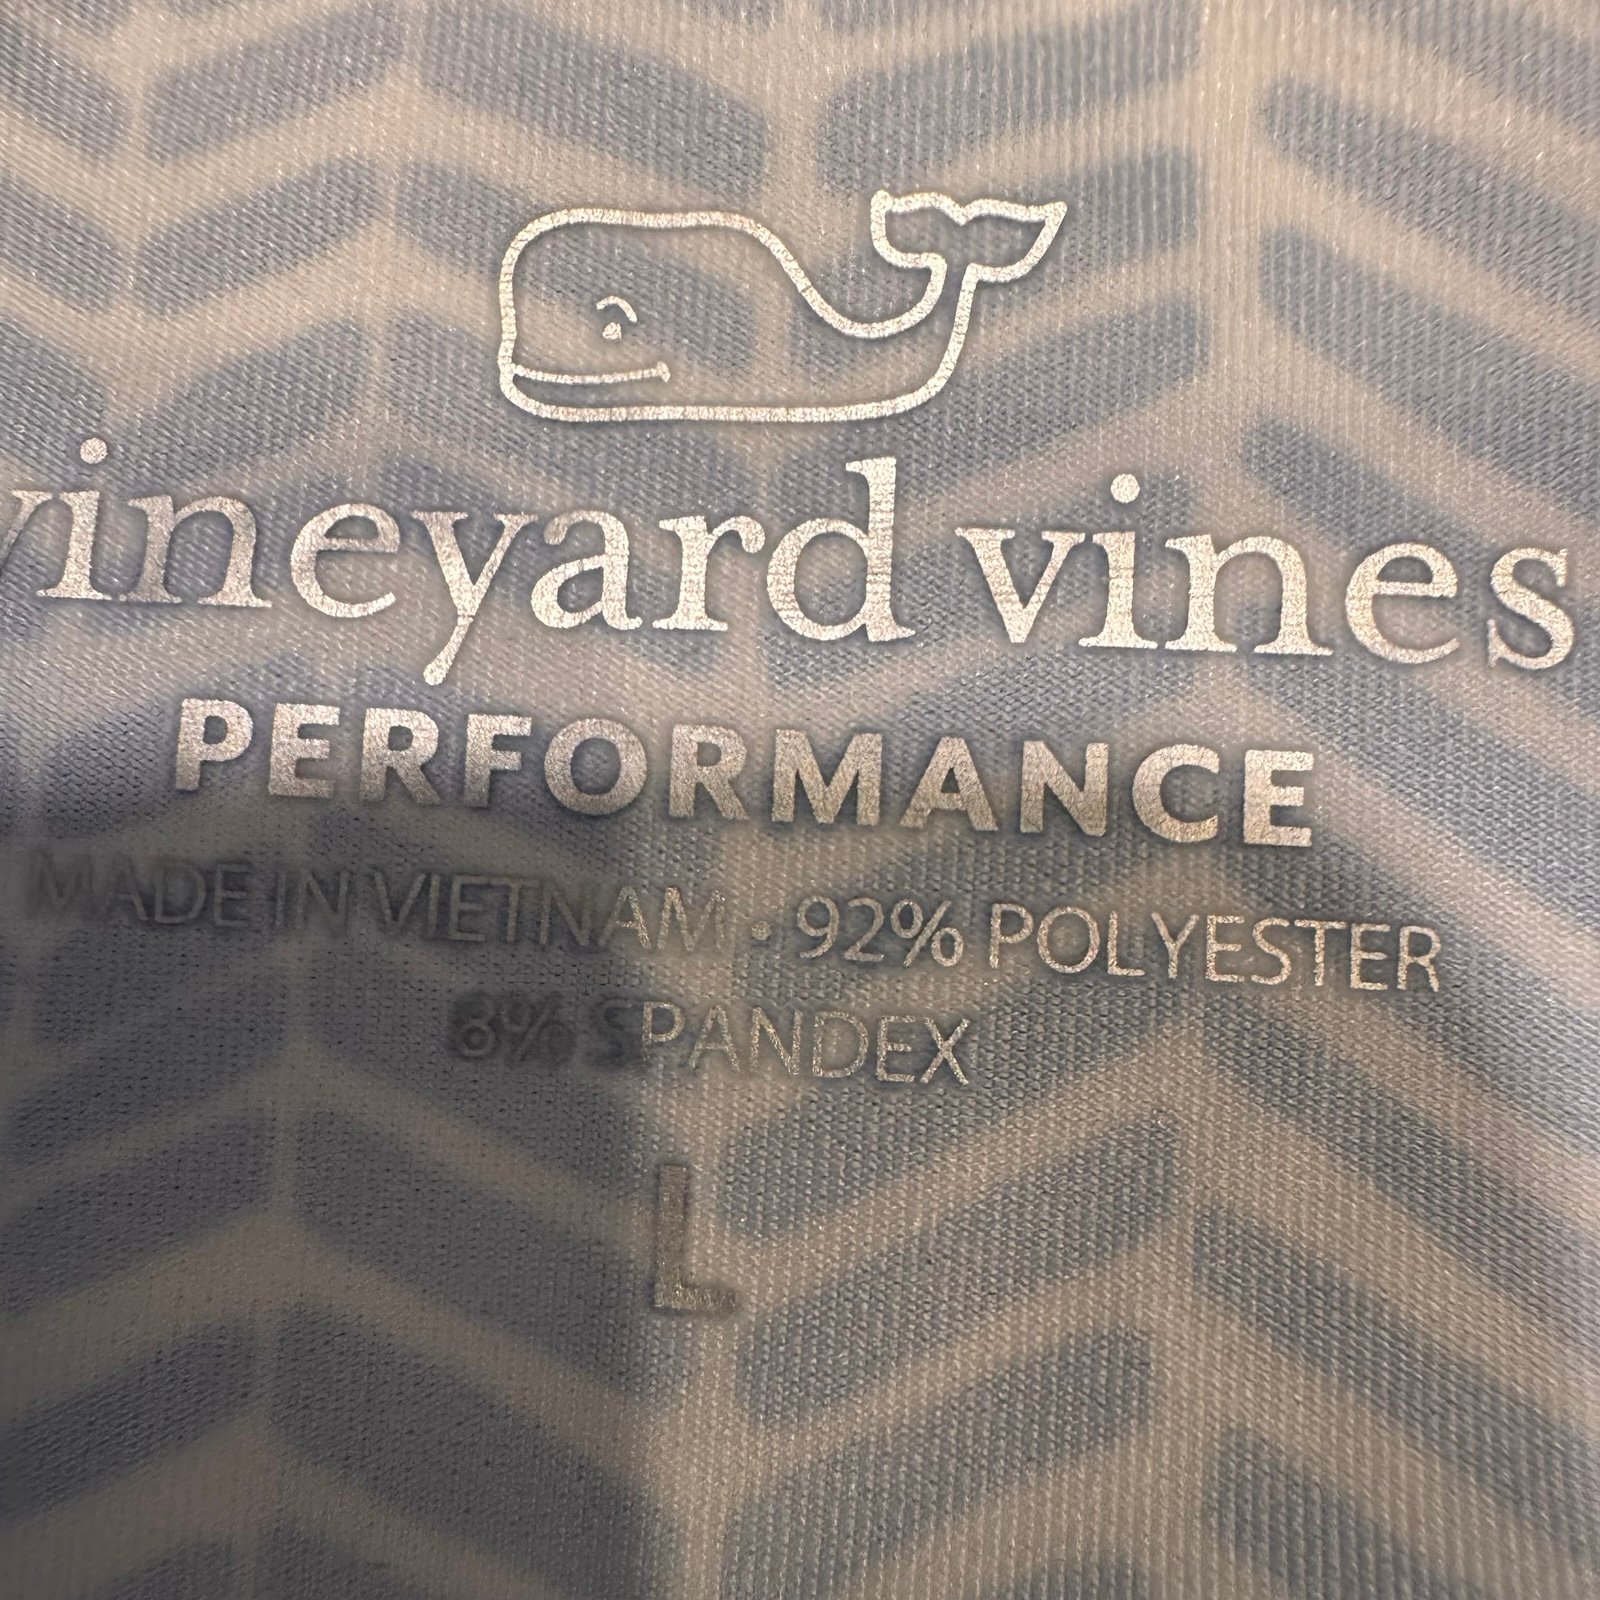 vineyard vines
PERFORMANCE
MADE IN VIETNAM • 92% POLYESTER
8% SPANDEX
L